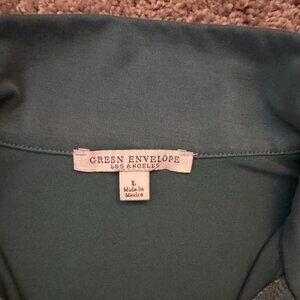 GREEN ENVELOPE
LOS ANGELES
L
Made in
Mexico